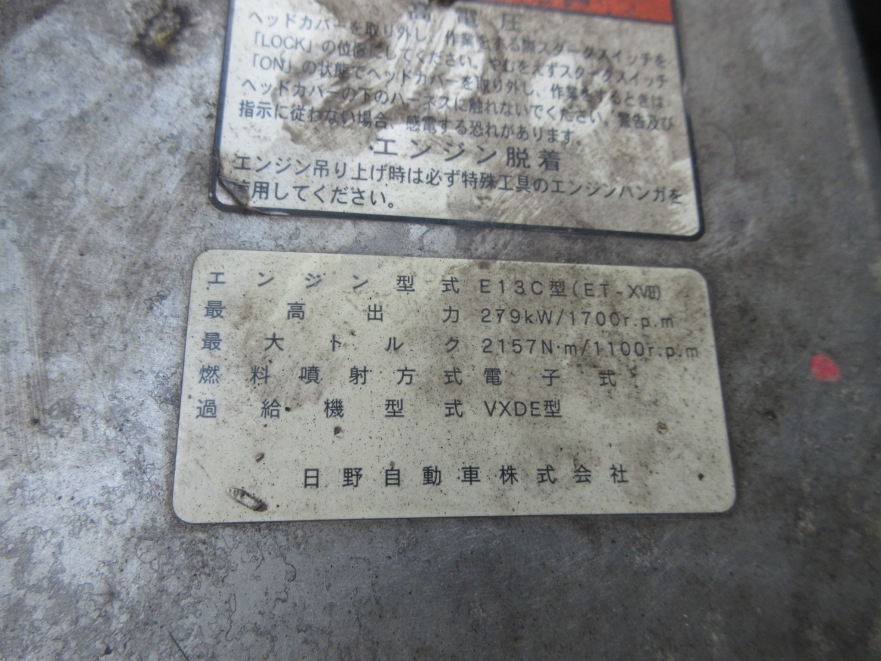 高電圧
ヘッドカバーを取り外し、作業をする際スタータスイッチを
「LOCK」の位置にしてください。やむをえずスタータスイッチ
「ON」の状態でヘッドカバーを取り外し、作業をするときは
ヘッドカバーの下のハーネスに触れないでください。警告及び
指示に従わない場合、感電する恐れがあります。
エンジン脱着
エンジン吊り上げ時は必ず特殊工具のエンジンハンガを
使用してください。
エンジン型式 E13C型(ET-XⅧ)
最高出力 279kW/1700r.p.m
最大トルク 2157N·m/1100r.p.m
燃料噴射方式 電子式
過給機型式 VXDE型
日野自動車株式会社